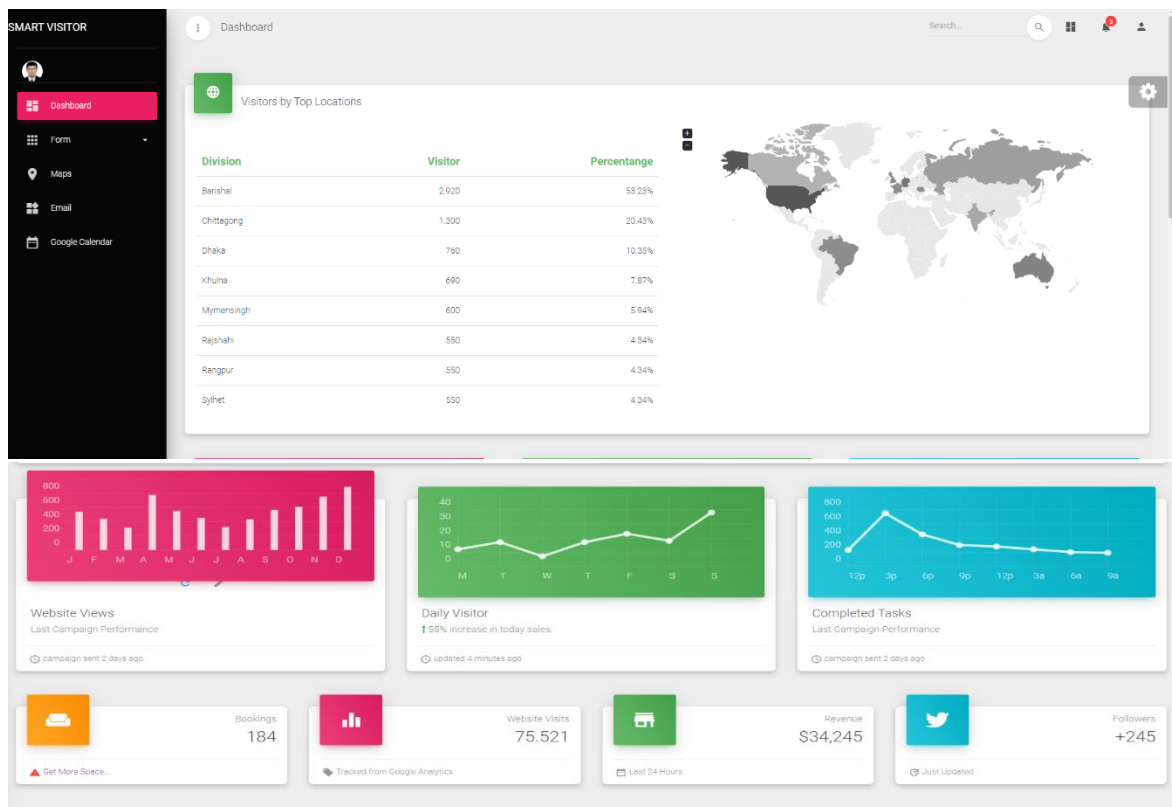 SMART VISITOR
Dashboard
Search...
5
Dashboard
Form
Maps
Email
Google Calendar
Visitors by Top Locations
+
-
Division Visitor Percentange
Barishal 2.920 53.23%
Chittagong 1.300 20.43%
Dhaka 760 10.35%
Khulna 690 7.87%
Mymensingh 600 5.94%
Rajshahi 550 4.34%
Rangpur 550 4.34%
Sylhet 550 4.34%
800
600
400
200
0
J F M A M J J A S O N D
Website Views
Last Campaign Performance
campaign sent 2 days ago
40
30
20
10
0
M T W T F S S
Daily Visitor
55% increase in today sales.
updated 4 minutes ago
800
600
400
200
0
12p 3p 6p 9p 12p 3a 6a 9a
Completed Tasks
Last Campaign Performance
campaign sent 2 days ago
Bookings
184
Get More Space...
Website Visits
75.521
Tracked from Google Analytics
Revenue
$34,245
Last 24 Hours
Followers
+245
Just Updated